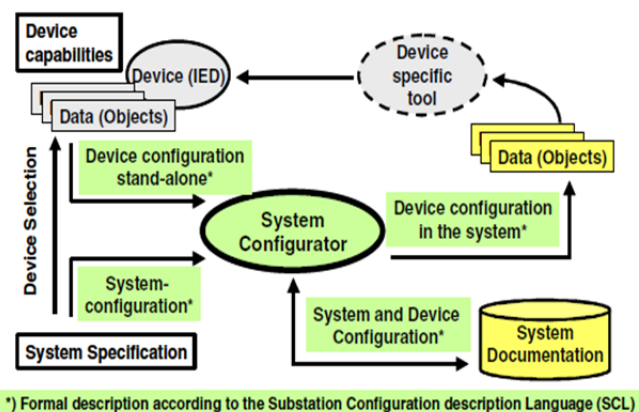 Device
capabilities
Device (IED)
Data (Objects)
Device
specific
tool
Data (Objects)
Device configuration
stand-alone*
Device Selection
System
Configurator
Device configuration
in the system*
System-
configuration*
System and Device
Configuration*
System
Documentation
System Specification
*) Formal description according to the Substation Configuration description Language (SCL)